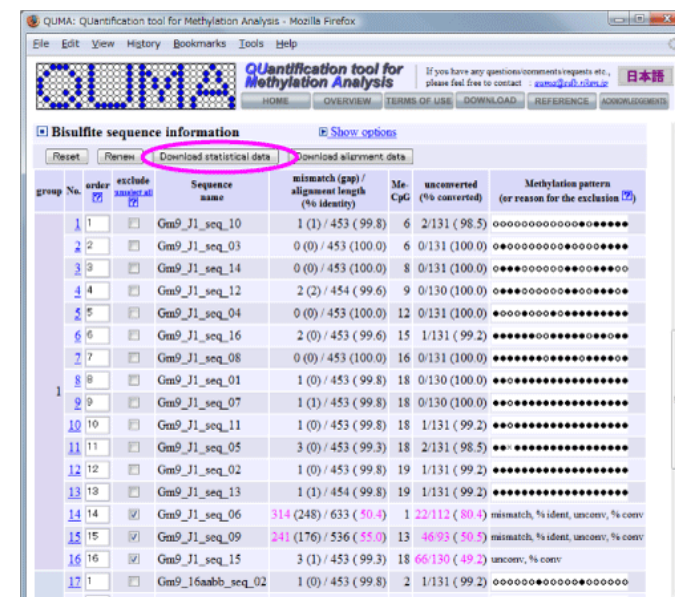 QUMA: QUantification tool for Methylation Analysis - Mozilla Firefox
File Edit View History Bookmarks Tools Help
QUMA
QUantification tool for
Methylation Analysis
If you have any questions/comments/requests etc.,
please feel free to contact : quma@cdb.riken.jp
日本語
HOME OVERVIEW TERMS OF USE DOWNLOAD REFERENCE ACKNOWLEDGEMENTS
Bisulfite sequence information Show options
Reset Renew Download statistical data Download alignment data
group No. order [?] exclude unselect all [?] Sequence name mismatch (gap) / alignment length (% identity) Me-CpG unconverted (% converted) Methylation pattern (or reason for the exclusion [?])
1
1 1 Gm9_J1_seq_10 1 (1) / 453 ( 99.8) 6 2/131 ( 98.5)
2 2 Gm9_J1_seq_03 0 (0) / 453 (100.0) 6 0/131 (100.0)
3 3 Gm9_J1_seq_14 0 (0) / 453 (100.0) 8 0/131 (100.0)
4 4 Gm9_J1_seq_12 2 (2) / 454 ( 99.6) 9 0/130 (100.0)
5 5 Gm9_J1_seq_04 0 (0) / 453 (100.0) 12 0/131 (100.0)
6 6 Gm9_J1_seq_16 2 (0) / 453 ( 99.6) 15 1/131 ( 99.2)
7 7 Gm9_J1_seq_08 0 (0) / 453 (100.0) 16 0/131 (100.0)
8 8 Gm9_J1_seq_01 1 (0) / 453 ( 99.8) 18 0/130 (100.0)
9 9 Gm9_J1_seq_07 1 (1) / 453 ( 99.8) 18 0/130 (100.0)
10 10 Gm9_J1_seq_11 1 (0) / 453 ( 99.8) 18 1/131 ( 99.2)
11 11 Gm9_J1_seq_05 3 (0) / 453 ( 99.3) 18 2/131 ( 98.5)
12 12 Gm9_J1_seq_02 1 (0) / 453 ( 99.8) 19 1/131 ( 99.2)
13 13 Gm9_J1_seq_13 1 (1) / 454 ( 99.8) 19 1/131 ( 99.2)
14 14 Gm9_J1_seq_06 314 (248) / 633 ( 50.4) 1 22/112 ( 80.4) mismatch, % ident, unconv, % conv
15 15 Gm9_J1_seq_09 241 (176) / 536 ( 55.0) 13 46/93 ( 50.5) mismatch, % ident, unconv, % conv
16 16 Gm9_J1_seq_15 3 (1) / 453 ( 99.3) 18 66/130 ( 49.2) unconv, % conv
17 1 Gm9_16aabb_seq_02 1 (0) / 453 ( 99.8) 2 1/131 ( 99.2)